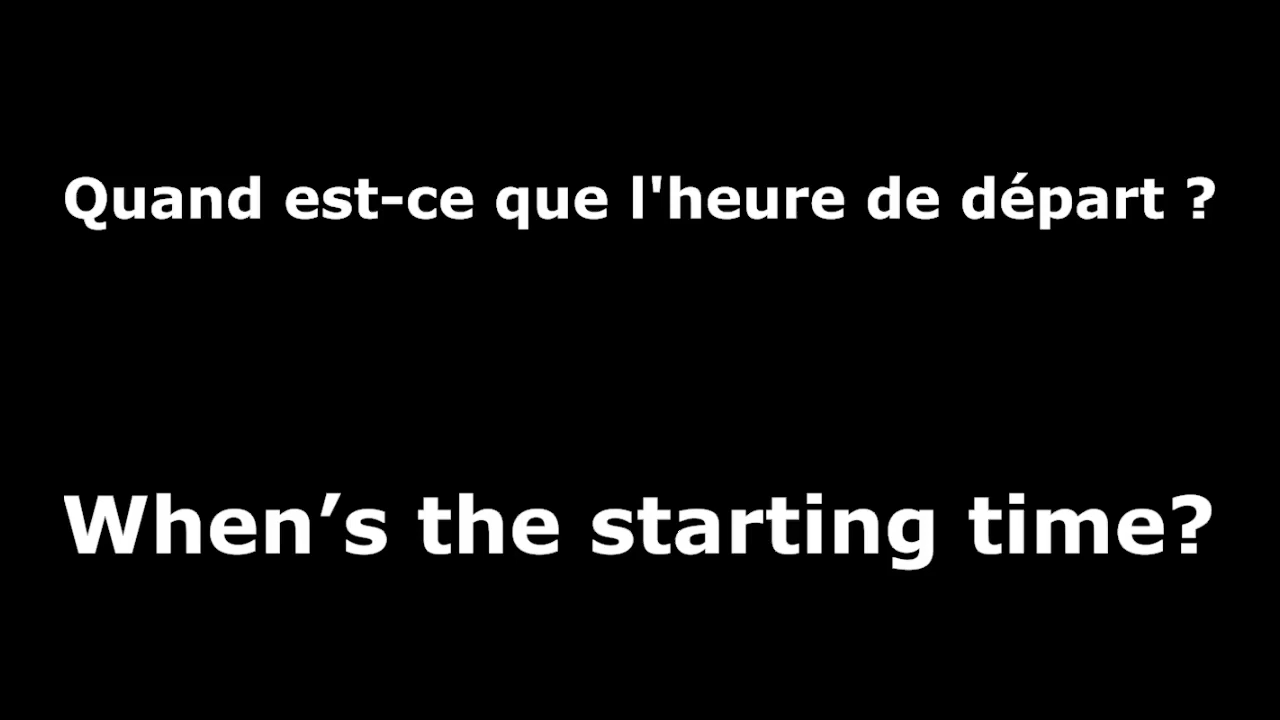 Quand est-ce que l'heure de départ ?
When’s the starting time?